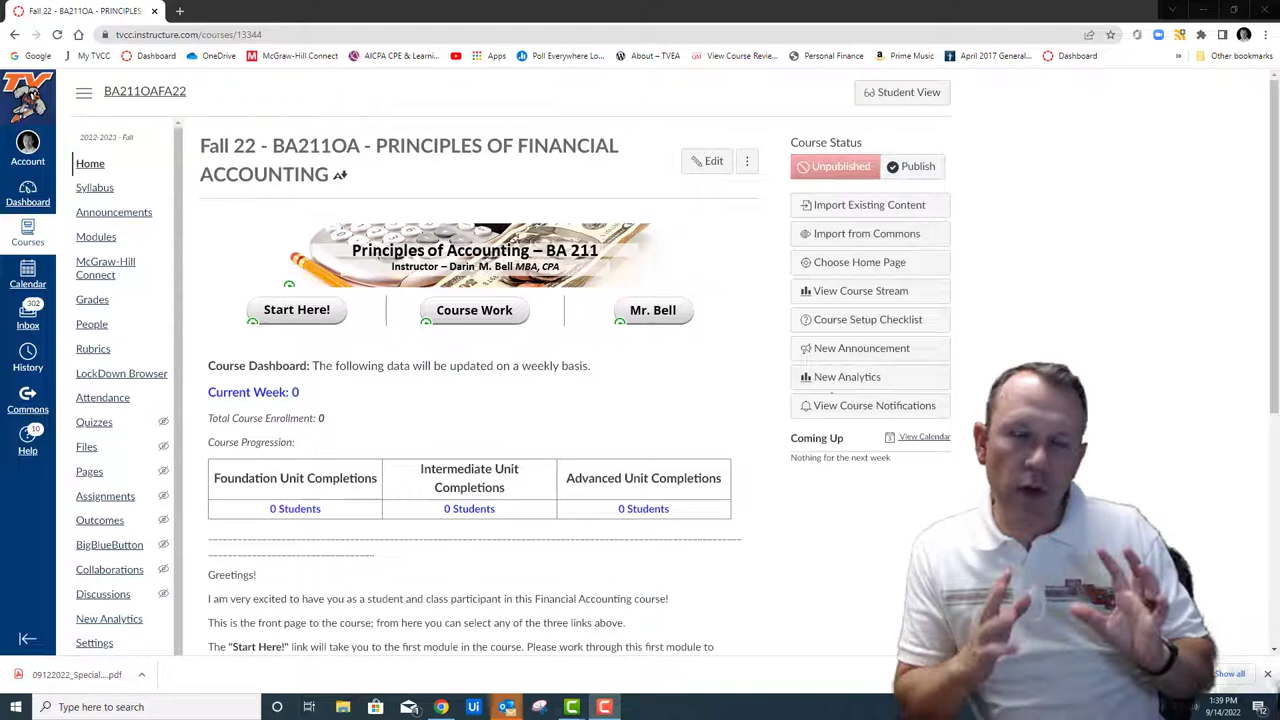 Fall 22 - BA211OA - PRINCIPLES
tvcc.instructure.com/courses/13344
Google
My TVCC
Dashboard
OneDrive
McGraw-Hill Connect
AICPA CPE & Learni...
Apps
Poll Everywhere Lo...
About – TVEA
View Course Revie...
Personal Finance
Prime Music
April 2017 General...
Dashboard
»
Other bookmarks
TV
BA211OAFA22
Student View
Account
Dashboard
Courses
Calendar
302
Inbox
History
Commons
10
Help
2022-2023 - Fall
Home
Syllabus
Announcements
Modules
McGraw-Hill
Connect
Grades
People
Rubrics
LockDown Browser
Attendance
Quizzes
Files
Pages
Assignments
Outcomes
BigBlueButton
Collaborations
Discussions
New Analytics
Settings
Fall 22 - BA211OA - PRINCIPLES OF FINANCIAL
ACCOUNTING
Edit
Principles of Accounting – BA 211
Instructor – Darin M. Bell MBA, CPA
Start Here!
Course Work
Mr. Bell
Course Dashboard: The following data will be updated on a weekly basis.
Current Week: 0
Total Course Enrollment: 0
Course Progression:
Foundation Unit Completions
Intermediate Unit
Completions
Advanced Unit Completions
0 Students
0 Students
0 Students
Greetings!
I am very excited to have you as a student and class participant in this Financial Accounting course!
This is the front page to the course; from here you can select any of the three links above.
The "Start Here!" link will take you to the first module in the course. Please work through this first module to
Course Status
Unpublished
Publish
Import Existing Content
Import from Commons
Choose Home Page
View Course Stream
Course Setup Checklist
New Announcement
New Analytics
View Course Notifications
Coming Up
View Calendar
Nothing for the next week
09122022_Special....pdf
Show all
Type here to search
Ui
1:39 PM
9/14/2022
12